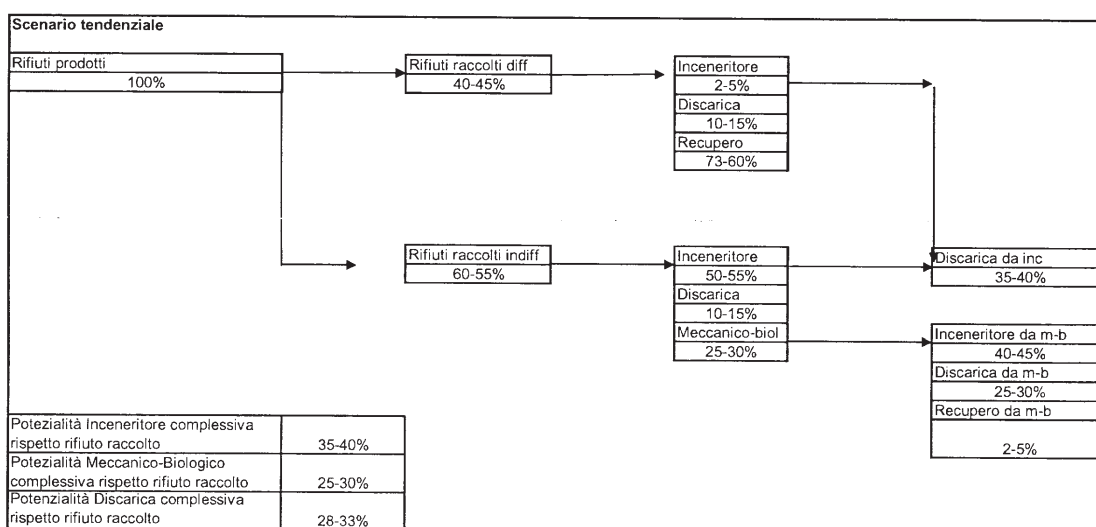 Scenario tendenziale
Rifiuti prodotti
100%
Rifiuti raccolti diff
40-45%
Inceneritore
2-5%
Discarica
10-15%
Recupero
73-60%
Rifiuti raccolti indiff
60-55%
Inceneritore
50-55%
Discarica
10-15%
Meccanico-biol
25-30%
Discarica da inc
35-40%
Inceneritore da m-b
40-45%
Discarica da m-b
25-30%
Recupero da m-b
2-5%
Potezialità Inceneritore complessiva
rispetto rifiuto raccolto 35-40%
Potezialità Meccanico-Biologico
complessiva rispetto rifiuto raccolto 25-30%
Potenzialità Discarica complessiva
rispetto rifiuto raccolto 28-33%